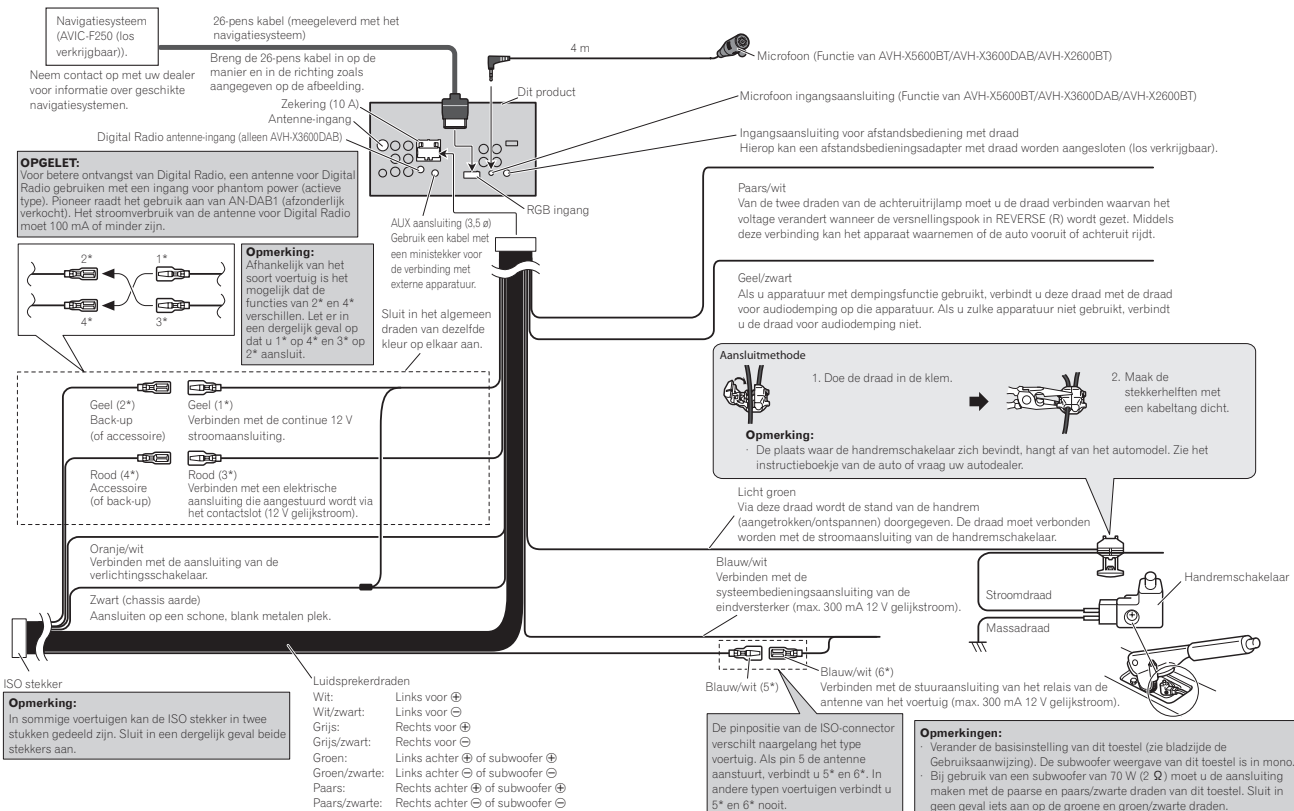 Navigatiesysteem
(AVIC-F250 (los
verkrijgbaar)).
Neem contact op met uw dealer
voor informatie over geschikte
navigatiesystemen.
26-pens kabel (meegeleverd met het
navigatiesysteem)
Breng de 26-pens kabel in op de
manier en in de richting zoals
aangegeven op de afbeelding.
Zekering (10 A)
Antenne-ingang
Digital Radio antenne-ingang (alleen AVH-X3600DAB)
4 m
Microfoon (Functie van AVH-X5600BT/AVH-X3600DAB/AVH-X2600BT)
Dit product
Microfoon ingangsaansluiting (Functie van AVH-X5600BT/AVH-X3600DAB/AVH-X2600BT)
Ingangsaansluiting voor afstandsbediening met draad
Hierop kan een afstandsbedieningsadapter met draad worden aangesloten (los verkrijgbaar).
OPGELET:
Voor betere ontvangst van Digital Radio, een antenne voor Digital
Radio gebruiken met een ingang voor phantom power (actieve
type). Pioneer raadt het gebruik aan van AN-DAB1 (afzonderlijk
verkocht). Het stroomverbruik van de antenne voor Digital Radio
moet 100 mA of minder zijn.
RGB ingang
AUX aansluiting (3,5 ø)
Gebruik een kabel met
een ministekker voor
de verbinding met
externe apparatuur.
Paars/wit
Van de twee draden van de achteruitrijlamp moet u de draad verbinden waarvan het
voltage verandert wanneer de versnellingspook in REVERSE (R) wordt gezet. Middels
deze verbinding kan het apparaat waarnemen of de auto vooruit of achteruit rijdt.
2*
1*
4*
3*
Opmerking:
Afhankelijk van het
soort voertuig is het
mogelijk dat de
functies van 2* en 4*
verschillen. Let er in
een dergelijk geval op
dat u 1* op 4* en 3* op
2* aansluit.
Sluit in het algemeen
draden van dezelfde
kleur op elkaar aan.
Geel/zwart
Als u apparatuur met dempingsfunctie gebruikt, verbindt u deze draad met de draad
voor audiodemping op die apparatuur. Als u zulke apparatuur niet gebruikt, verbindt
u de draad voor audiodemping niet.
Aansluitmethode
1. Doe de draad in de klem.
2. Maak de
stekkerhelften met
een kabeltang dicht.
Opmerking:
· De plaats waar de handremschakelaar zich bevindt, hangt af van het automodel. Zie het
instructieboekje van de auto of vraag uw autodealer.
Geel (2*)
Back-up
(of accessoire)
Geel (1*)
Verbinden met de continue 12 V
stroomaansluiting.
Rood (4*)
Accessoire
(of back-up)
Rood (3*)
Verbinden met een elektrische
aansluiting die aangestuurd wordt via
het contactslot (12 V gelijkstroom).
Licht groen
Via deze draad wordt de stand van de handrem
(aangetrokken/ontspannen) doorgegeven. De draad moet verbonden
worden met de stroomaansluiting van de handremschakelaar.
Oranje/wit
Verbinden met de aansluiting van de
verlichtingsschakelaar.
Zwart (chassis aarde)
Aansluiten op een schone, blank metalen plek.
Blauw/wit
Verbinden met de
systeembedieningsaansluiting van de
eindversterker (max. 300 mA 12 V gelijkstroom).
Stroomdraad
Massadraad
Handremschakelaar
Blauw/wit (5*)
Blauw/wit (6*)
Verbinden met de stuuraansluiting van het relais van de
antenne van het voertuig (max. 300 mA 12 V gelijkstroom).
ISO stekker
Opmerking:
In sommige voertuigen kan de ISO stekker in twee
stukken gedeeld zijn. Sluit in een dergelijk geval beide
stekkers aan.
Luidsprekerdraden
Wit: Links voor ⊕
Wit/zwart: Links voor ⊖
Grijs: Rechts voor ⊕
Grijs/zwart: Rechts voor ⊖
Groen: Links achter ⊕ of subwoofer ⊕
Groen/zwarte: Links achter ⊖ of subwoofer ⊖
Paars: Rechts achter ⊕ of subwoofer ⊕
Paars/zwarte: Rechts achter ⊖ of subwoofer ⊖
De pinpositie van de ISO-connector
verschilt naargelang het type
voertuig. Als pin 5 de antenne
aanstuurt, verbindt u 5* en 6*. In
andere typen voertuigen verbindt u
5* en 6* nooit.
Opmerkingen:
· Verander de basisinstelling van dit toestel (zie bladzijde de
Gebruiksaanwijzing). De subwoofer weergave van dit toestel is in mono.
· Bij gebruik van een subwoofer van 70 W (2 Ω) moet u de aansluiting
maken met de paarse en paars/zwarte draden van dit toestel. Sluit in
geen geval iets aan op de groene en groen/zwarte draden.